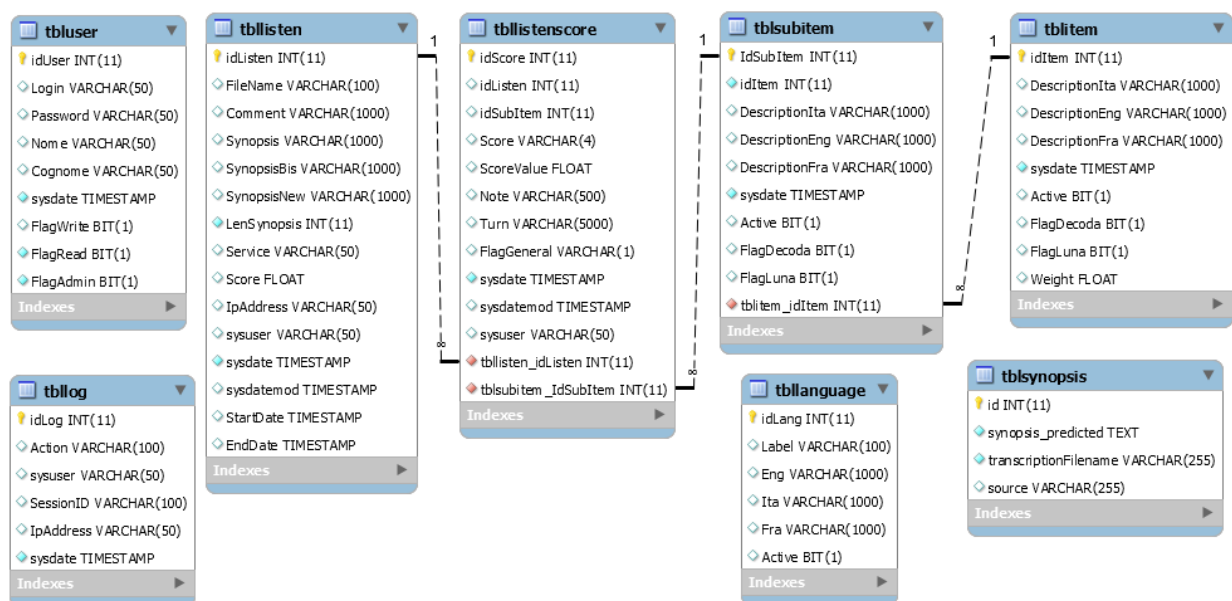 tbluser
idUser INT(11)
Login VARCHAR(50)
Password VARCHAR(50)
Nome VARCHAR(50)
Cognome VARCHAR(50)
sysdate TIMESTAMP
FlagWrite BIT(1)
FlagRead BIT(1)
FlagAdmin BIT(1)
Indexes
tbllisten
idListen INT(11)
FileName VARCHAR(100)
Comment VARCHAR(1000)
Synopsis VARCHAR(1000)
SynopsisBis VARCHAR(1000)
SynopsisNew VARCHAR(1000)
LenSynopsis INT(11)
Service VARCHAR(50)
Score FLOAT
IpAddress VARCHAR(50)
sysuser VARCHAR(50)
sysdate TIMESTAMP
sysdatemod TIMESTAMP
StartDate TIMESTAMP
EndDate TIMESTAMP
Indexes
1
∞
tbllistenscore
idScore INT(11)
idListen INT(11)
idSubItem INT(11)
Score VARCHAR(4)
ScoreValue FLOAT
Note VARCHAR(500)
Turn VARCHAR(5000)
FlagGeneral VARCHAR(1)
sysdate TIMESTAMP
sysdatemod TIMESTAMP
sysuser VARCHAR(50)
tbllisten_idListen INT(11)
tblsubitem_IdSubItem INT(11)
Indexes
1
∞
tblsubitem
IdSubItem INT(11)
idItem INT(11)
DescriptionIta VARCHAR(1000)
DescriptionEng VARCHAR(1000)
DescriptionFra VARCHAR(1000)
sysdate TIMESTAMP
Active BIT(1)
FlagDecoda BIT(1)
FlagLuna BIT(1)
tblitem_idItem INT(11)
Indexes
1
∞
tblitem
idItem INT(11)
DescriptionIta VARCHAR(1000)
DescriptionEng VARCHAR(1000)
DescriptionFra VARCHAR(1000)
sysdate TIMESTAMP
Active BIT(1)
FlagDecoda BIT(1)
FlagLuna BIT(1)
Weight FLOAT
Indexes
tbllog
idLog INT(11)
Action VARCHAR(100)
sysuser VARCHAR(50)
SessionID VARCHAR(100)
IpAddress VARCHAR(50)
sysdate TIMESTAMP
Indexes
tbllanguage
idLang INT(11)
Label VARCHAR(100)
Eng VARCHAR(1000)
Ita VARCHAR(1000)
Fra VARCHAR(1000)
Active BIT(1)
Indexes
tblsynopsis
id INT(11)
synopsis_predicted TEXT
transcriptionFilename VARCHAR(255)
source VARCHAR(255)
Indexes